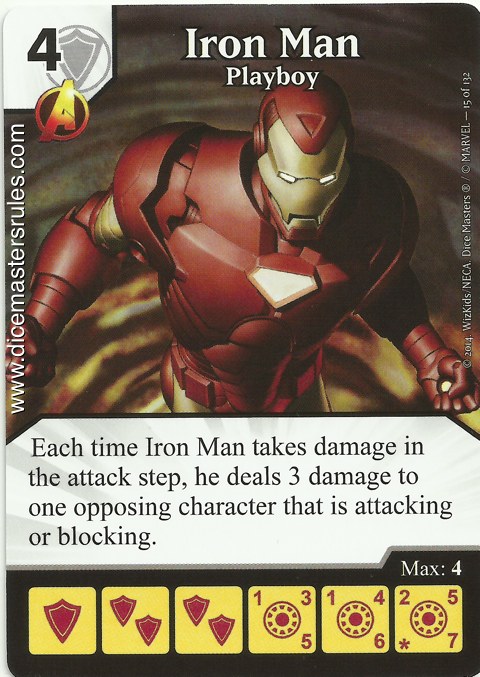 4
Iron Man
Playboy
www.dicemastersrules.com
© 2014 WizKids/NECA. Dice Masters ® / © MARVEL — 15 of 132
Each time Iron Man takes damage in
the attack step, he deals 3 damage to
one opposing character that is attacking
or blocking.
Max: 4
1 3
5
1 4
6
2 5
* 7